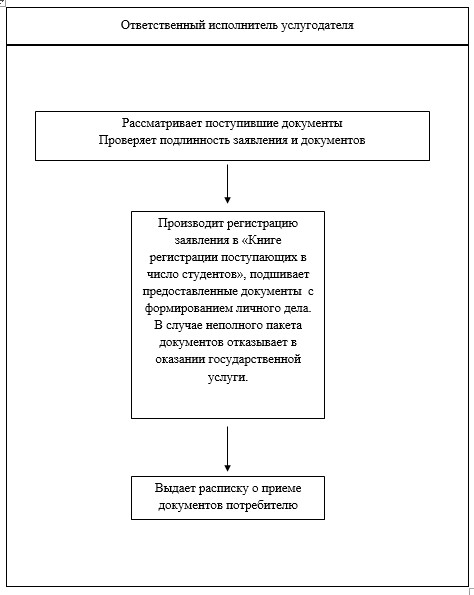 Ответственный исполнитель услугодателя
Рассматривает поступившие документы
Проверяет подлинность заявления и документов
Производит регистрацию
заявления в «Книге
регистрации поступающих в
число студентов», подшивает
предоставленные документы с
формированием личного дела.
В случае неполного пакета
документов отказывает в
оказании государственной
услуги.
Выдает расписку о приеме
документов потребителю